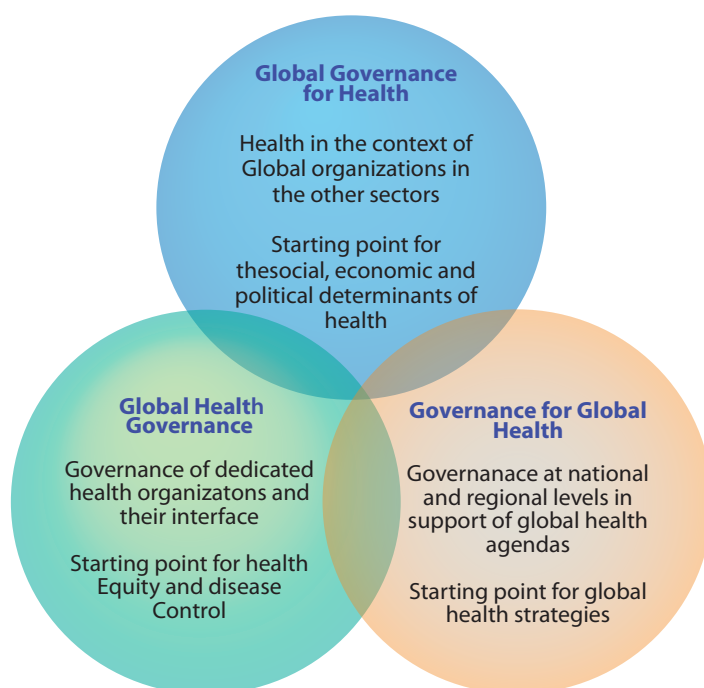 Global Governance
for Health
Health in the context of
Global organizations in
the other sectors
Starting point for
thesocial, economic and
political determinants of
health
Global Health
Governance
Governance of dedicated
health organizatons and
their interface
Starting point for health
Equity and disease
Control
Governance for Global
Health
Governanace at national
and regional levels in
support of global health
agendas
Starting point for global
health strategies